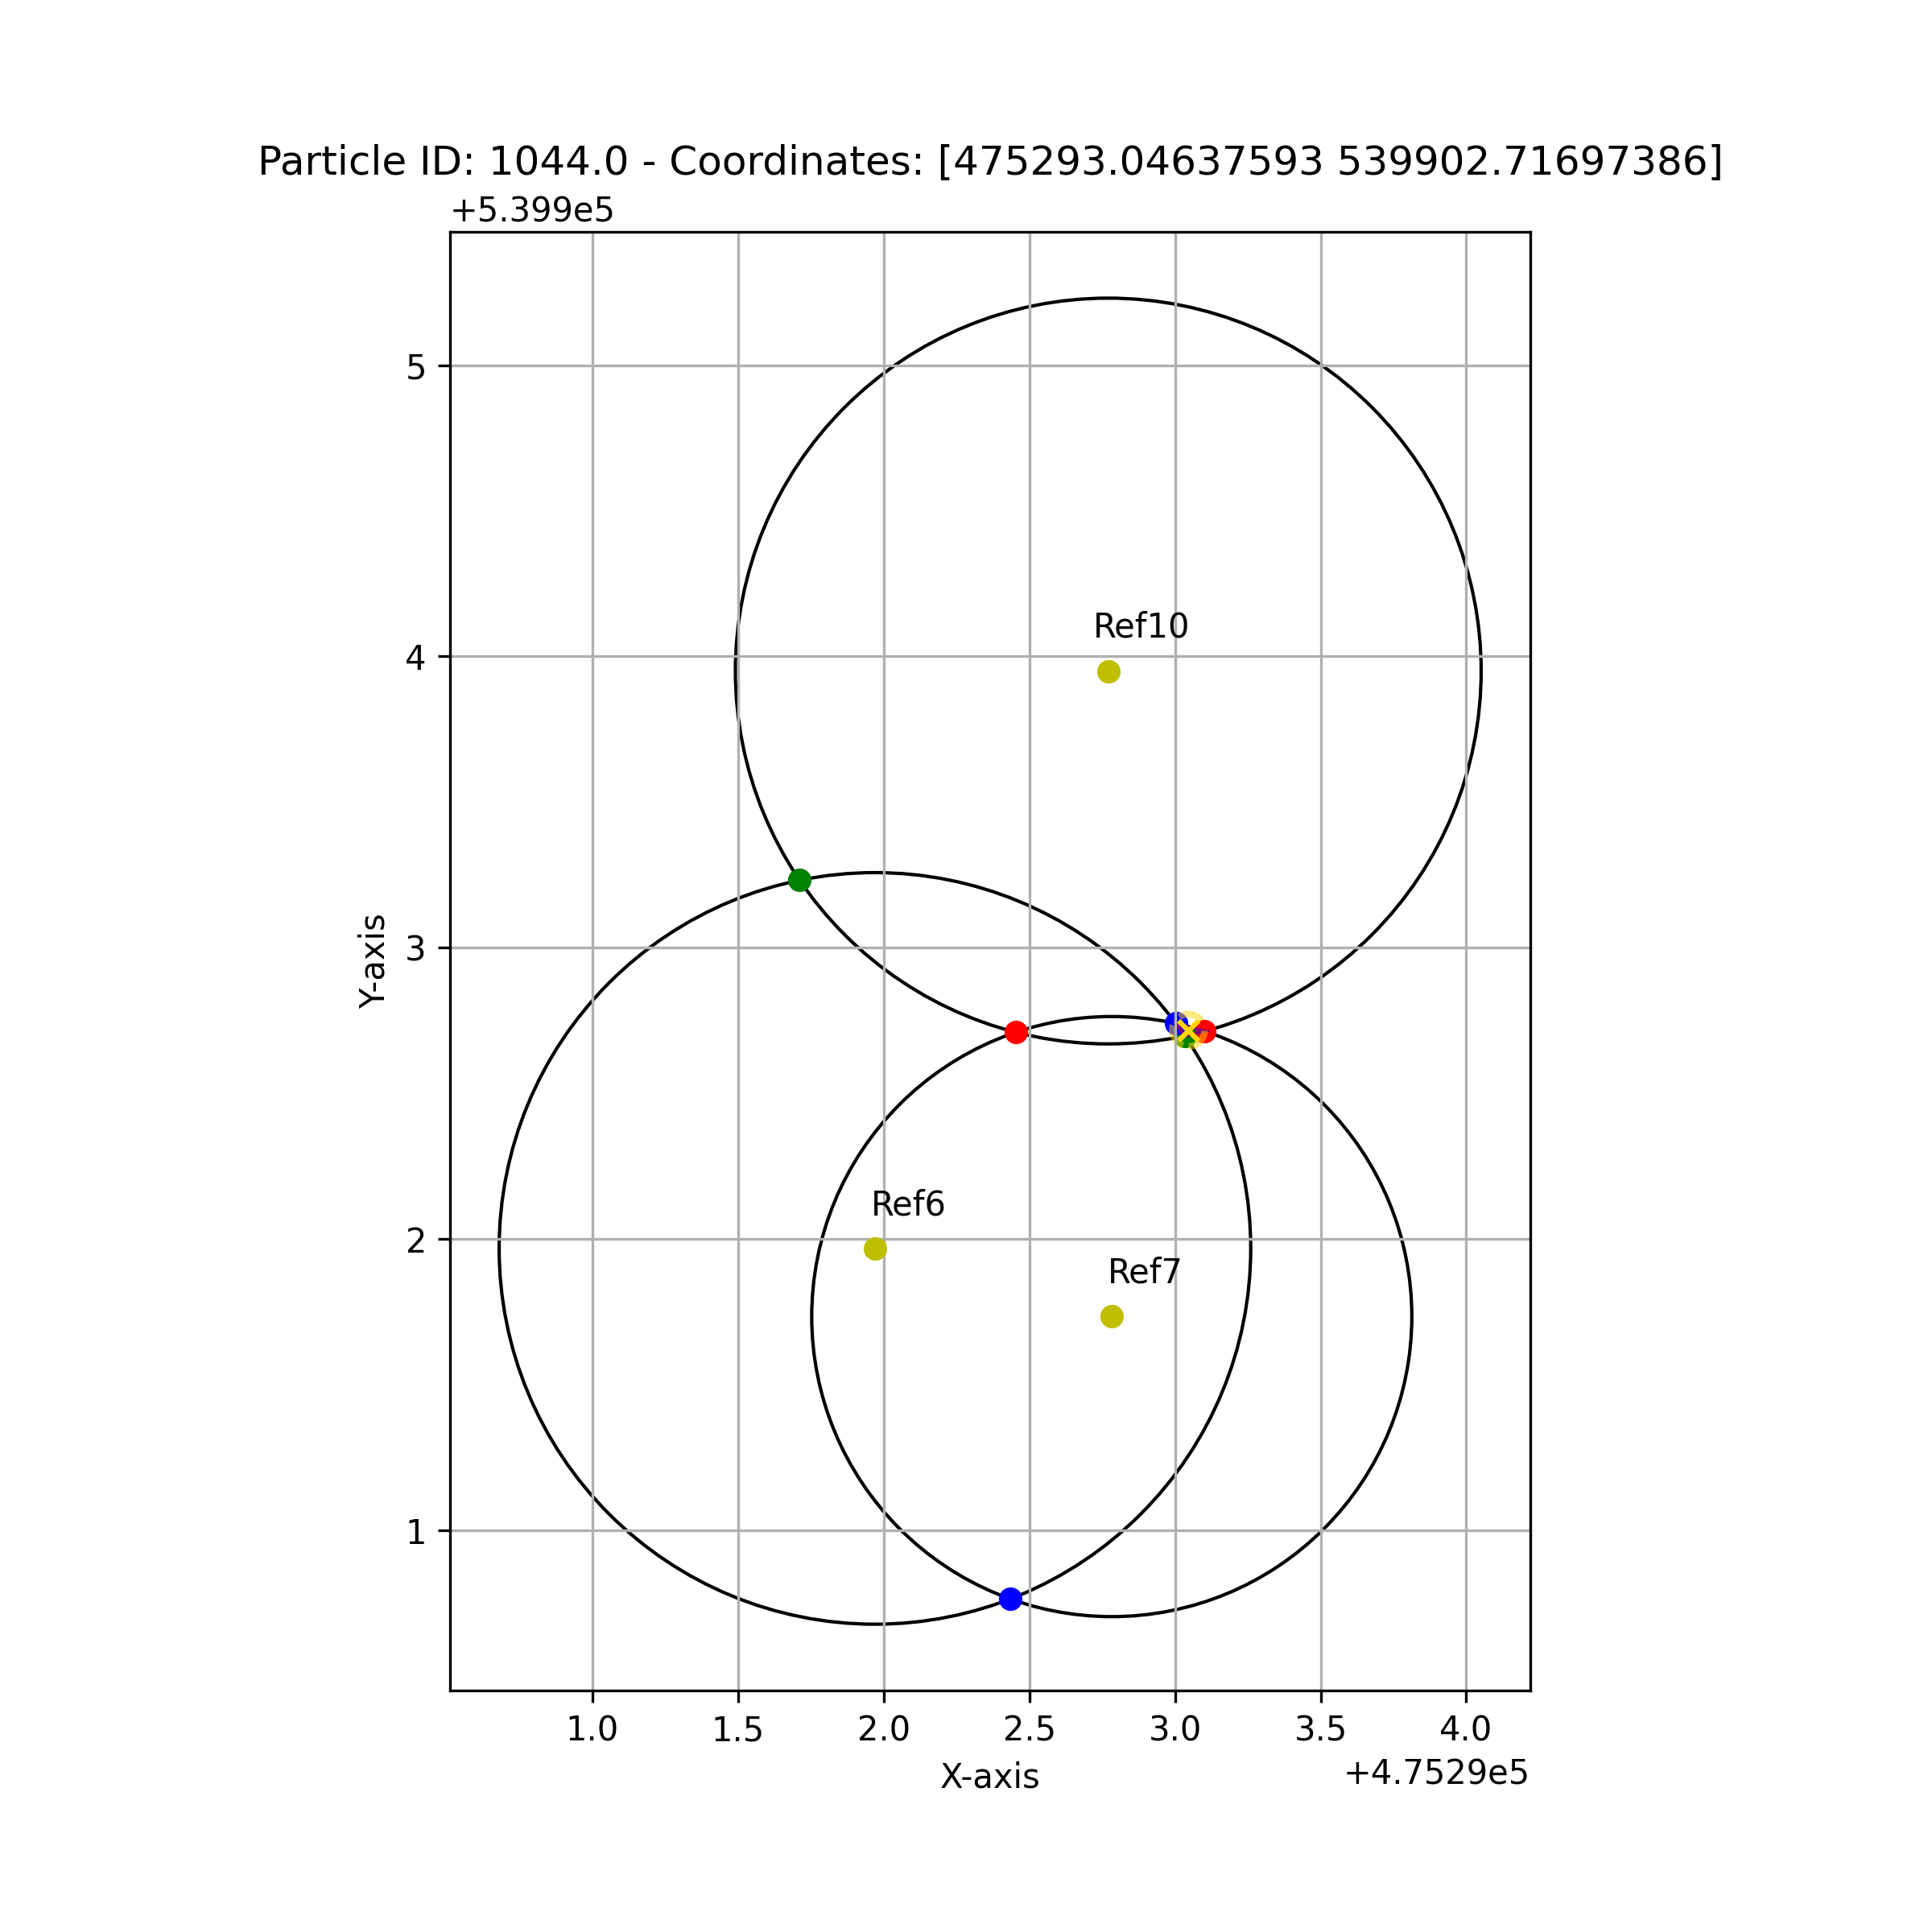 Particle ID: 1044.0 - Coordinates: [475293.04637593 539902.71697386]
+5.399e5
5
Ref10
4
Y-axis
3
Ref6
2
Ref7
1
1.0 1.5 2.0 2.5 3.0 3.5 4.0
X-axis
+4.7529e5